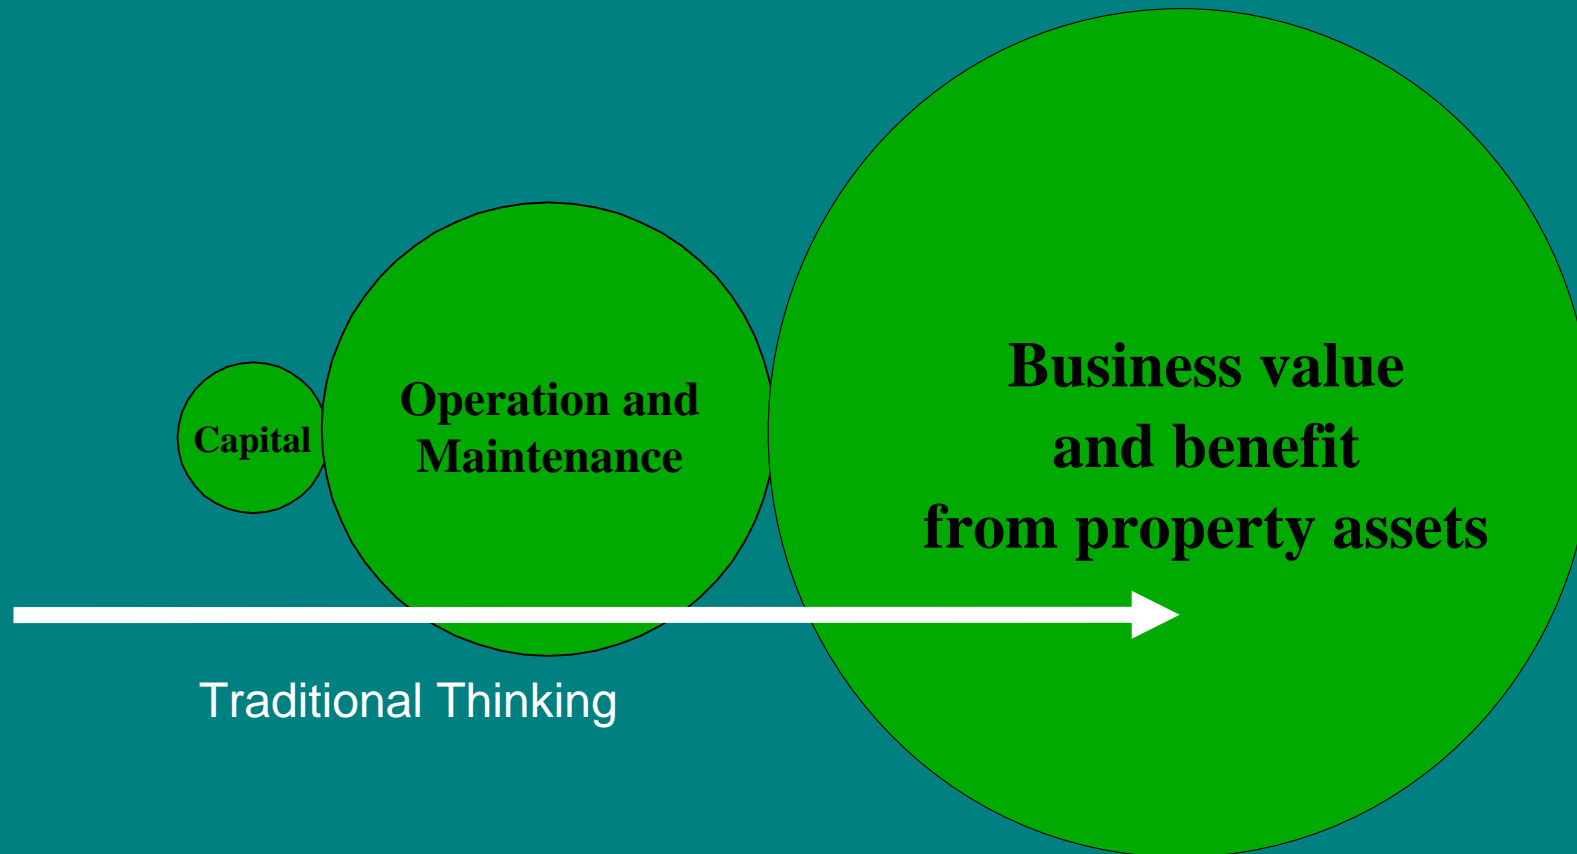 Capital
Operation and
Maintenance
Business value
and benefit
from property assets
Traditional Thinking